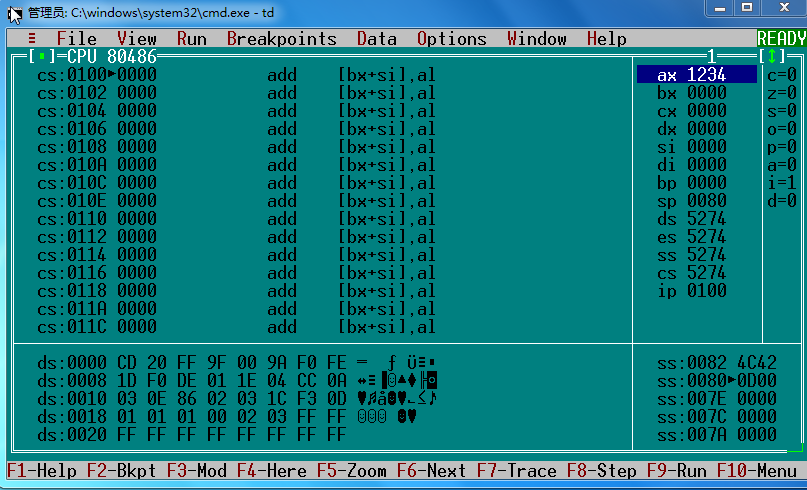 管理员: C:\windows\system32\cmd.exe - td
≡ File View Run Breakpoints Data Options Window Help READY
[▪]=CPU 80486 1 [↕]
cs:0100▶0000 add [bx+si],al ax 1234 c=0
cs:0102 0000 add [bx+si],al bx 0000 z=0
cs:0104 0000 add [bx+si],al cx 0000 s=0
cs:0106 0000 add [bx+si],al dx 0000 o=0
cs:0108 0000 add [bx+si],al si 0000 p=0
cs:010A 0000 add [bx+si],al di 0000 a=0
cs:010C 0000 add [bx+si],al bp 0000 i=1
cs:010E 0000 add [bx+si],al sp 0080 d=0
cs:0110 0000 add [bx+si],al ds 5274
cs:0112 0000 add [bx+si],al es 5274
cs:0114 0000 add [bx+si],al ss 5274
cs:0116 0000 add [bx+si],al cs 5274
cs:0118 0000 add [bx+si],al ip 0100
cs:011A 0000 add [bx+si],al
cs:011C 0000 add [bx+si],al
ds:0000 CD 20 FF 9F 00 9A F0 FE = ƒ Ü≡▪ ss:0082 4C42
ds:0008 1D F0 DE 01 1E 04 CC 0A ↔≡▐☺▲♦╠◙ ss:0080▶0D00
ds:0010 03 0E 86 02 03 1C F3 0D ♥♫å☻♥∟≤♪ ss:007E 0000
ds:0018 01 01 01 00 02 03 FF FF ☺☺☺ ☻♥ ss:007C 0000
ds:0020 FF FF FF FF FF FF FF FF ss:007A 0000
F1-Help F2-Bkpt F3-Mod F4-Here F5-Zoom F6-Next F7-Trace F8-Step F9-Run F10-Menu